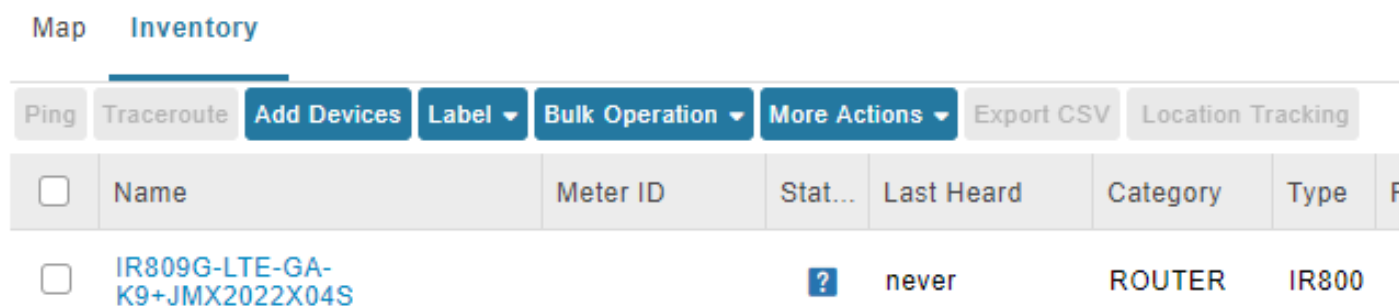 Map Inventory
Ping Traceroute Add Devices Label Bulk Operation More Actions Export CSV Location Tracking
Name Meter ID Stat... Last Heard Category Type
IR809G-LTE-GA-
K9+JMX2022X04S ? never ROUTER IR800